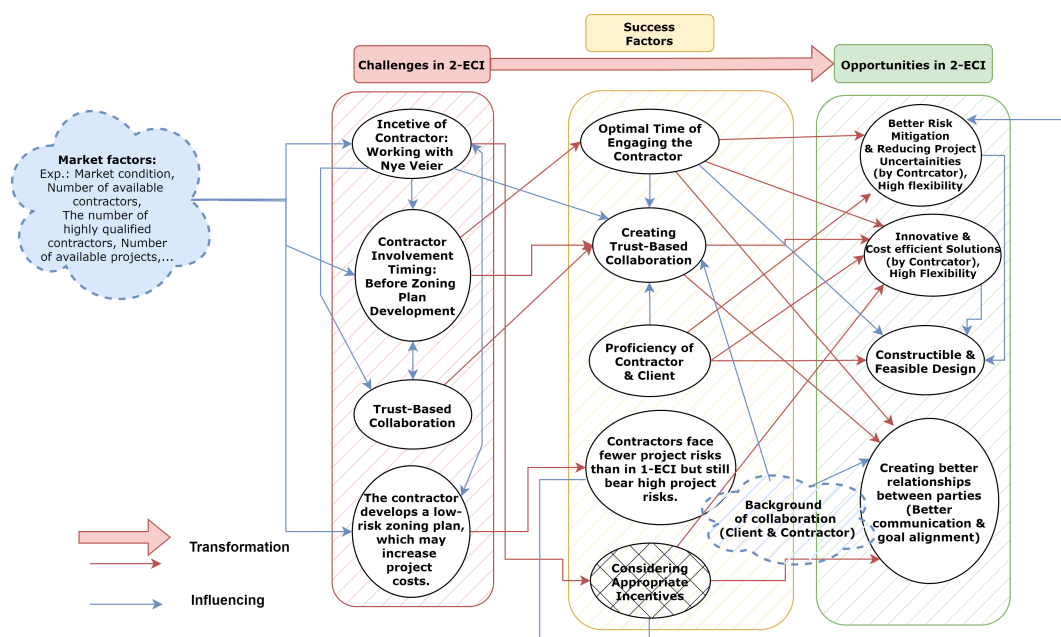 Success
Factors
Challenges in 2-ECI
Opportunities in 2-ECI
Market factors:
Exp.: Market condition,
Number of available
contractors,
The number of
highly qualified
contractors, Number
of available projects,...
Incetive of
Contractor:
Working with
Nye Veier
Contractor
Involvement
Timing:
Before Zoning
Plan
Development
Trust-Based
Collaboration
The contractor
develops a low-
risk zoning plan,
which may
increase
project
costs.
Optimal Time of
Engaging the
Contractor
Creating
Trust-Based
Collaboration
Proficiency of
Contractor
& Client
Contractors face
fewer project risks
than in 1-ECI but still
bear high project
risks.
Background
of collaboration
(Client & Contractor)
Considering
Appropriate
Incentives
Better Risk
Mitigation
& Reducing Project
Uncertainities
(by Contrcator),
High flexibility
Innovative &
Cost efficient Solutions
(by Contrcator),
High Flexibility
Constructible &
Feasible Design
Creating better
relationships
between parties
(Better
communication &
goal alignment)
Transformation
Influencing